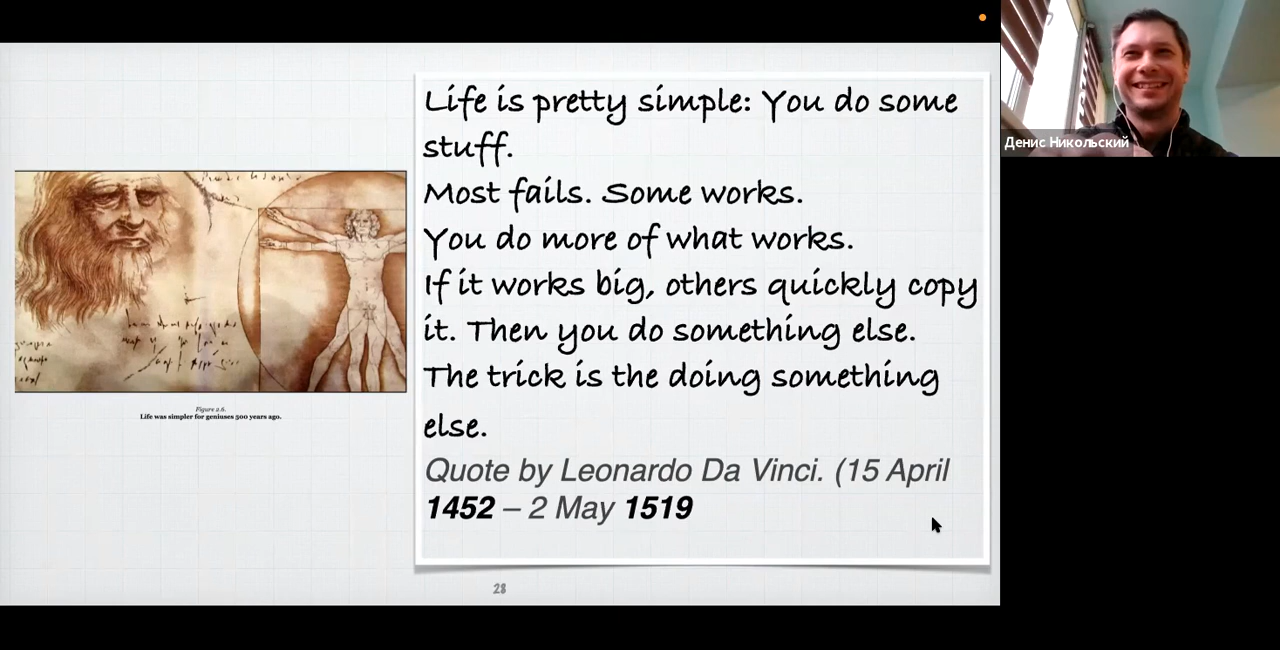 Life is pretty simple: You do some
stuff.
Most fails. Some works.
You do more of what works.
If it works big, others quickly copy
it. Then you do something else.
The trick is the doing something
else.
Quote by Leonardo Da Vinci. (15 April
1452 – 2 May 1519
Figure 2.6.
Life was simpler for geniuses 500 years ago.
28
Денис Никольский